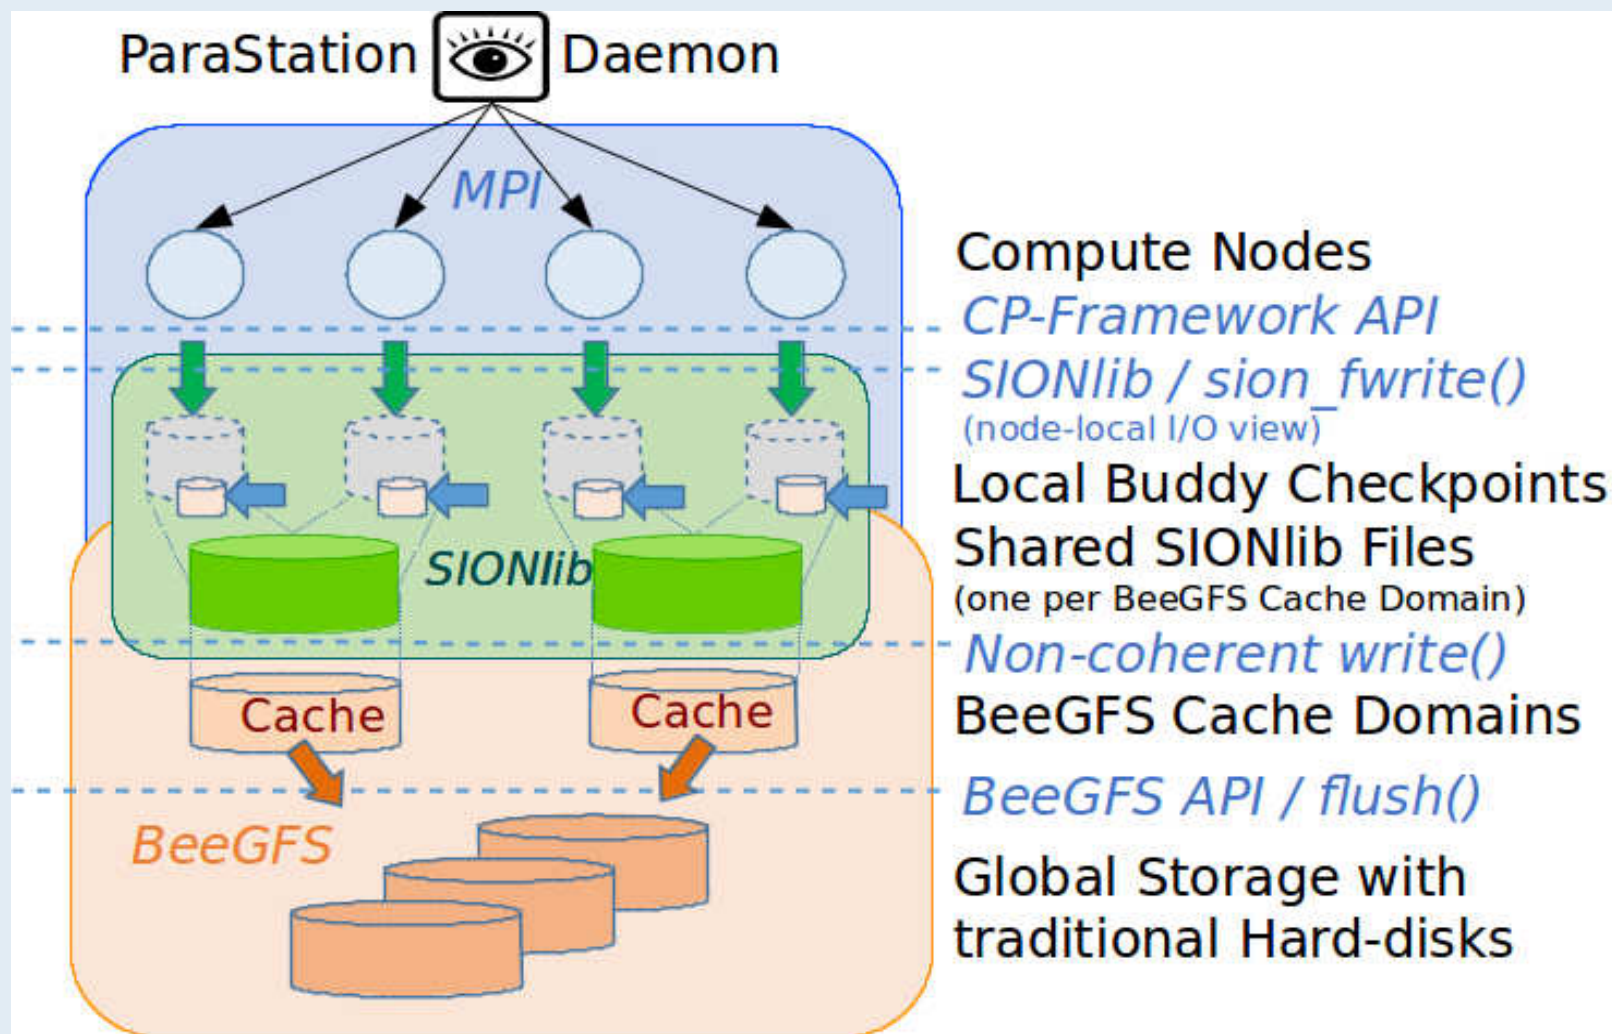 ParaStation Daemon
MPI
Compute Nodes
CP-Framework API
SIONlib / sion_fwrite()
(node-local I/O view)
Local Buddy Checkpoints
Shared SIONlib Files
SIONlib
(one per BeeGFS Cache Domain)
Non-coherent write()
Cache
Cache
BeeGFS Cache Domains
BeeGFS API / flush()
BeeGFS
Global Storage with
traditional Hard-disks